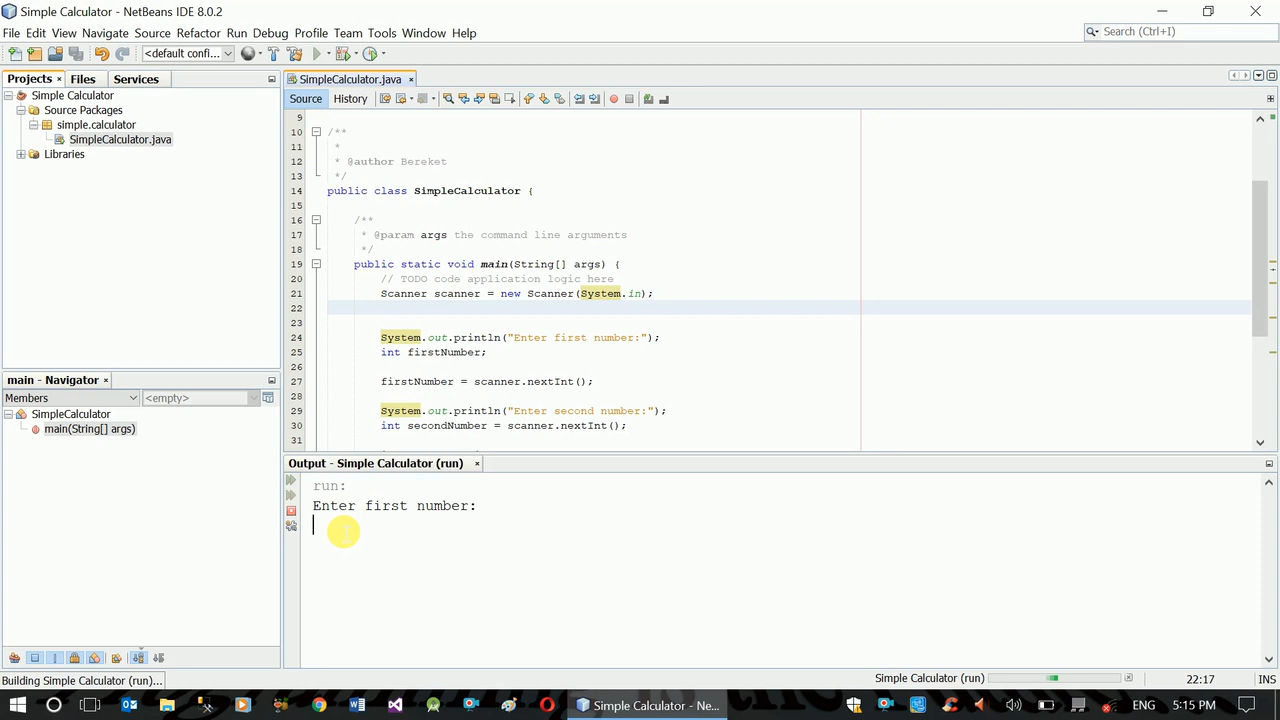 Simple Calculator - NetBeans IDE 8.0.2
File Edit View Navigate Source Refactor Run Debug Profile Team Tools Window Help
Search (Ctrl+I)
<default confi...
Projects Files Services
Simple Calculator
Source Packages
simple.calculator
SimpleCalculator.java
Libraries
main - Navigator
Members <empty>
SimpleCalculator
main(String[] args)
SimpleCalculator.java
Source History
9
10 /**
11 *
12 * @author Bereket
13 */
14 public class SimpleCalculator {
15
16 /**
17 * @param args the command line arguments
18 */
19 public static void main(String[] args) {
20 // TODO code application logic here
21 Scanner scanner = new Scanner(System.in);
22
23
24 System.out.println("Enter first number:");
25 int firstNumber;
26
27 firstNumber = scanner.nextInt();
28
29 System.out.println("Enter second number:");
30 int secondNumber = scanner.nextInt();
31
Output - Simple Calculator (run)
run:
Enter first number:
Building Simple Calculator (run)...
Simple Calculator (run)
22:17 INS
Simple Calculator - Ne...
ENG 5:15 PM